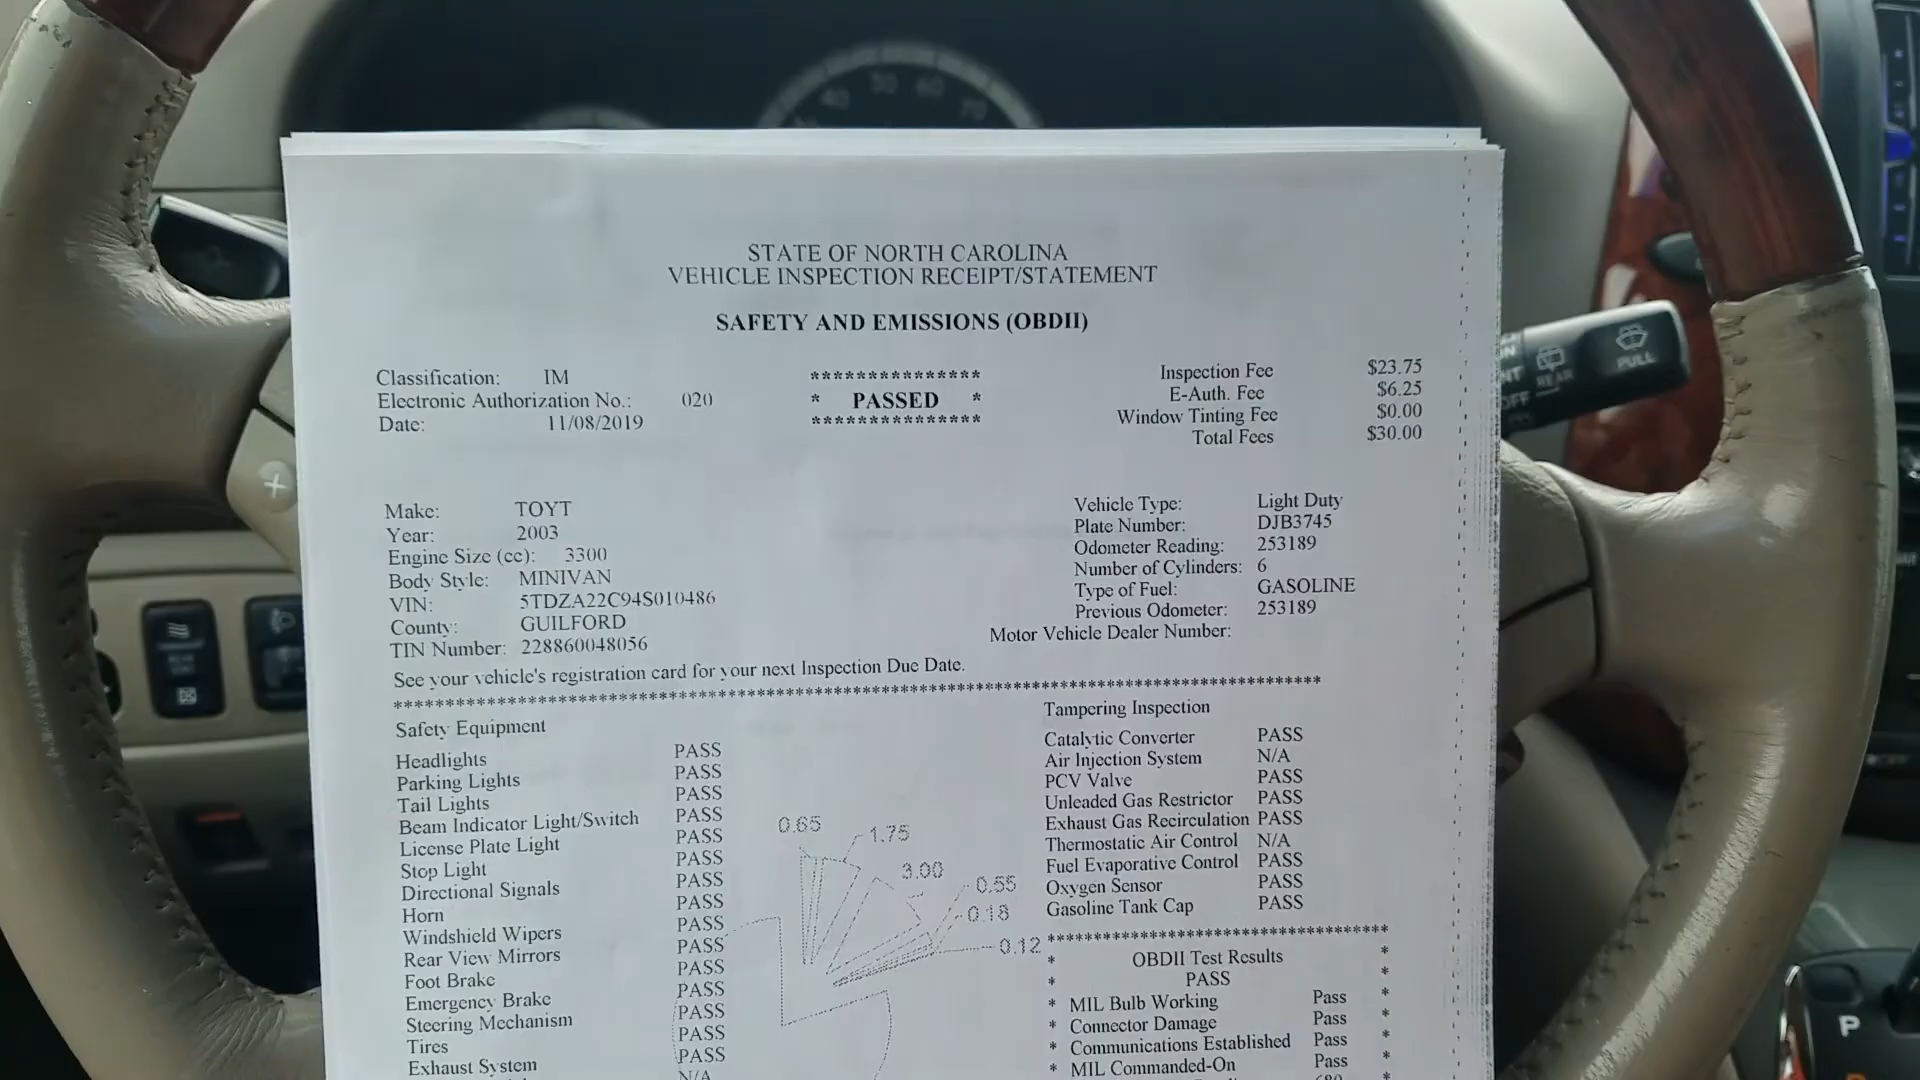 40 50 60 70
STATE OF NORTH CAROLINA
VEHICLE INSPECTION RECEIPT/STATEMENT
SAFETY AND EMISSIONS (OBDII)
Classification: IM
Electronic Authorization No.: 020
Date: 11/08/2019
***************
* PASSED *
***************
Inspection Fee $23.75
E-Auth. Fee $6.25
Window Tinting Fee $0.00
Total Fees $30.00
Make: TOYT
Year: 2003
Engine Size (cc): 3300
Body Style: MINIVAN
VIN: 5TDZA22C94S010486
County: GUILFORD
TIN Number: 228860048056
Vehicle Type: Light Duty
Plate Number: DJB3745
Odometer Reading: 253189
Number of Cylinders: 6
Type of Fuel: GASOLINE
Previous Odometer: 253189
Motor Vehicle Dealer Number:
See your vehicle's registration card for your next Inspection Due Date.
Safety Equipment
Headlights PASS
Parking Lights PASS
Tail Lights PASS
Beam Indicator Light/Switch PASS
License Plate Light PASS
Stop Light PASS
Directional Signals PASS
Horn PASS
Windshield Wipers PASS
Rear View Mirrors PASS
Foot Brake PASS
Emergency Brake PASS
Steering Mechanism PASS
Tires PASS
Exhaust System PASS
N/A
0.65
1.75
3.00
0.55
0.18
0.12
Tampering Inspection
Catalytic Converter PASS
Air Injection System N/A
PCV Valve PASS
Unleaded Gas Restrictor PASS
Exhaust Gas Recirculation PASS
Thermostatic Air Control N/A
Fuel Evaporative Control PASS
Oxygen Sensor PASS
Gasoline Tank Cap PASS
* OBDII Test Results *
* PASS *
* MIL Bulb Working Pass *
* Connector Damage Pass *
* Communications Established Pass *
* MIL Commanded-On Pass *
REAR
PULL
OFF
OFF
P